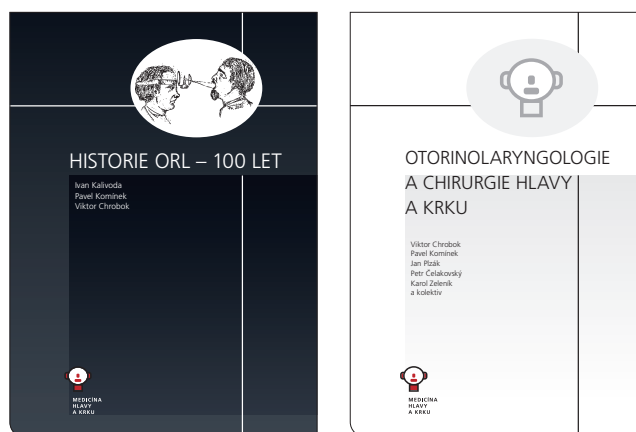 HISTORIE ORL – 100 LET
Ivan Kalivoda
Pavel Komínek
Viktor Chrobok
MEDICÍNA
HLAVY
A KRKU
OTORINOLARYNGOLOGIE
A CHIRURGIE HLAVY
A KRKU
Viktor Chrobok
Pavel Komínek
Jan Plzák
Petr Čelakovský
Karol Zeleník
a kolektiv
MEDICÍNA
HLAVY
A KRKU